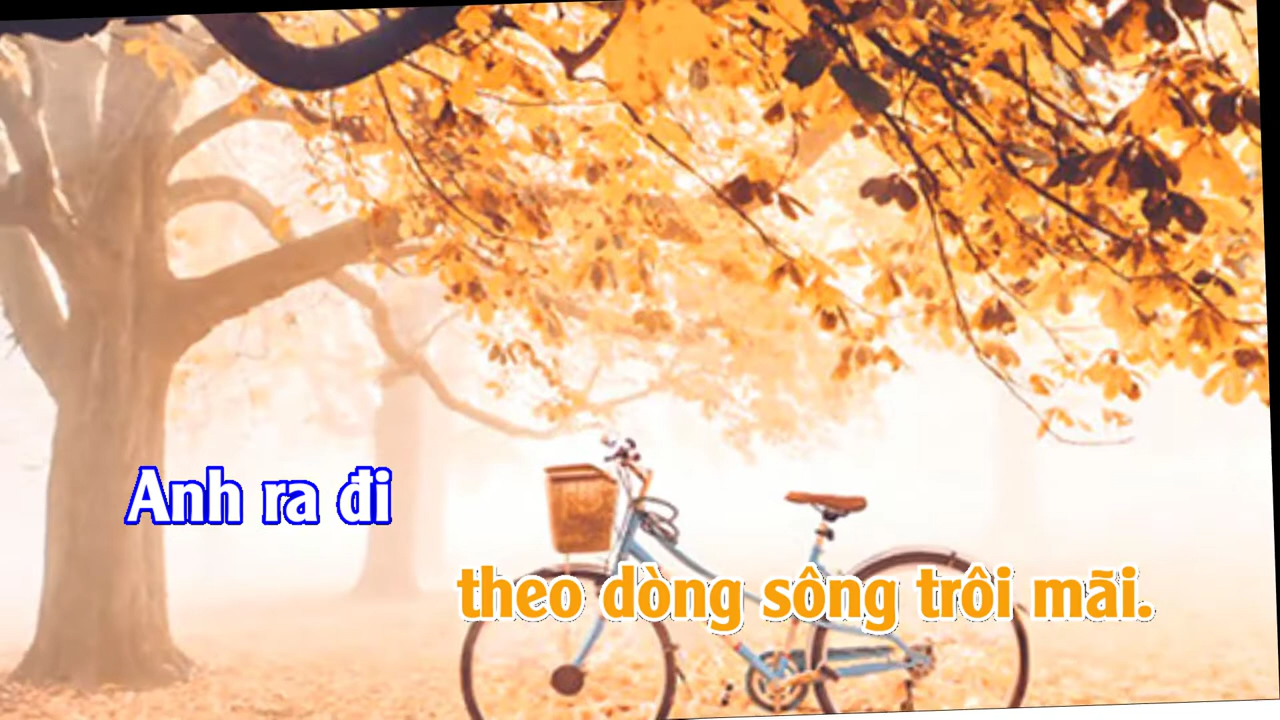 Anh ra đi
theo dòng sông trôi mãi.